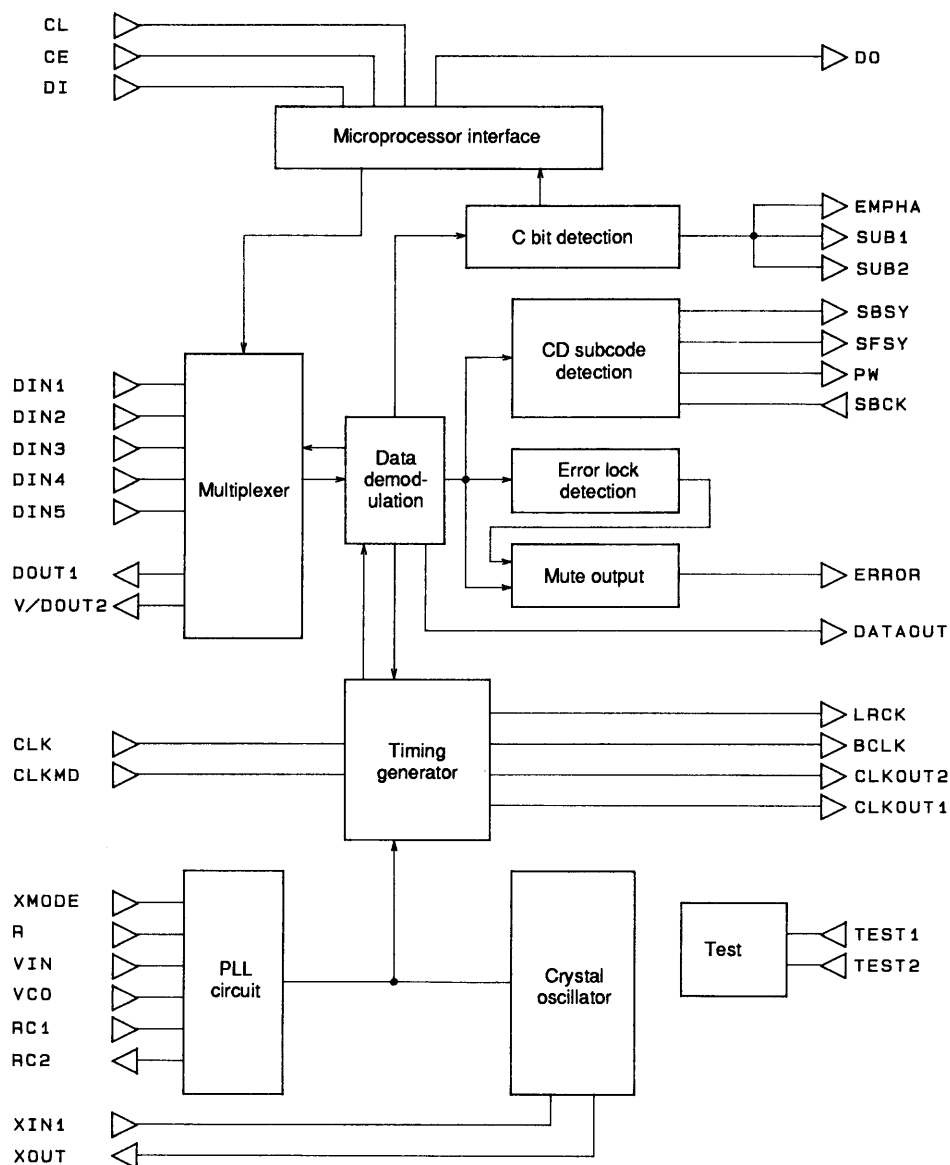 CL
CE
DI
DO
Microprocessor interface
C bit detection
EMPHA
SUB1
SUB2
CD subcode
detection
SBSY
SFSY
PW
SBCK
DIN1
DIN2
DIN3
DIN4
DIN5
DOUT1
V/DOUT2
Multiplexer
Data
demod-
ulation
Error lock
detection
Mute output
ERROR
DATAOUT
CLK
CLKMD
Timing
generator
LRCK
BCLK
CLKOUT2
CLKOUT1
XMODE
R
VIN
VCO
RC1
RC2
PLL
circuit
Crystal
oscillator
Test
TEST1
TEST2
XIN1
XOUT